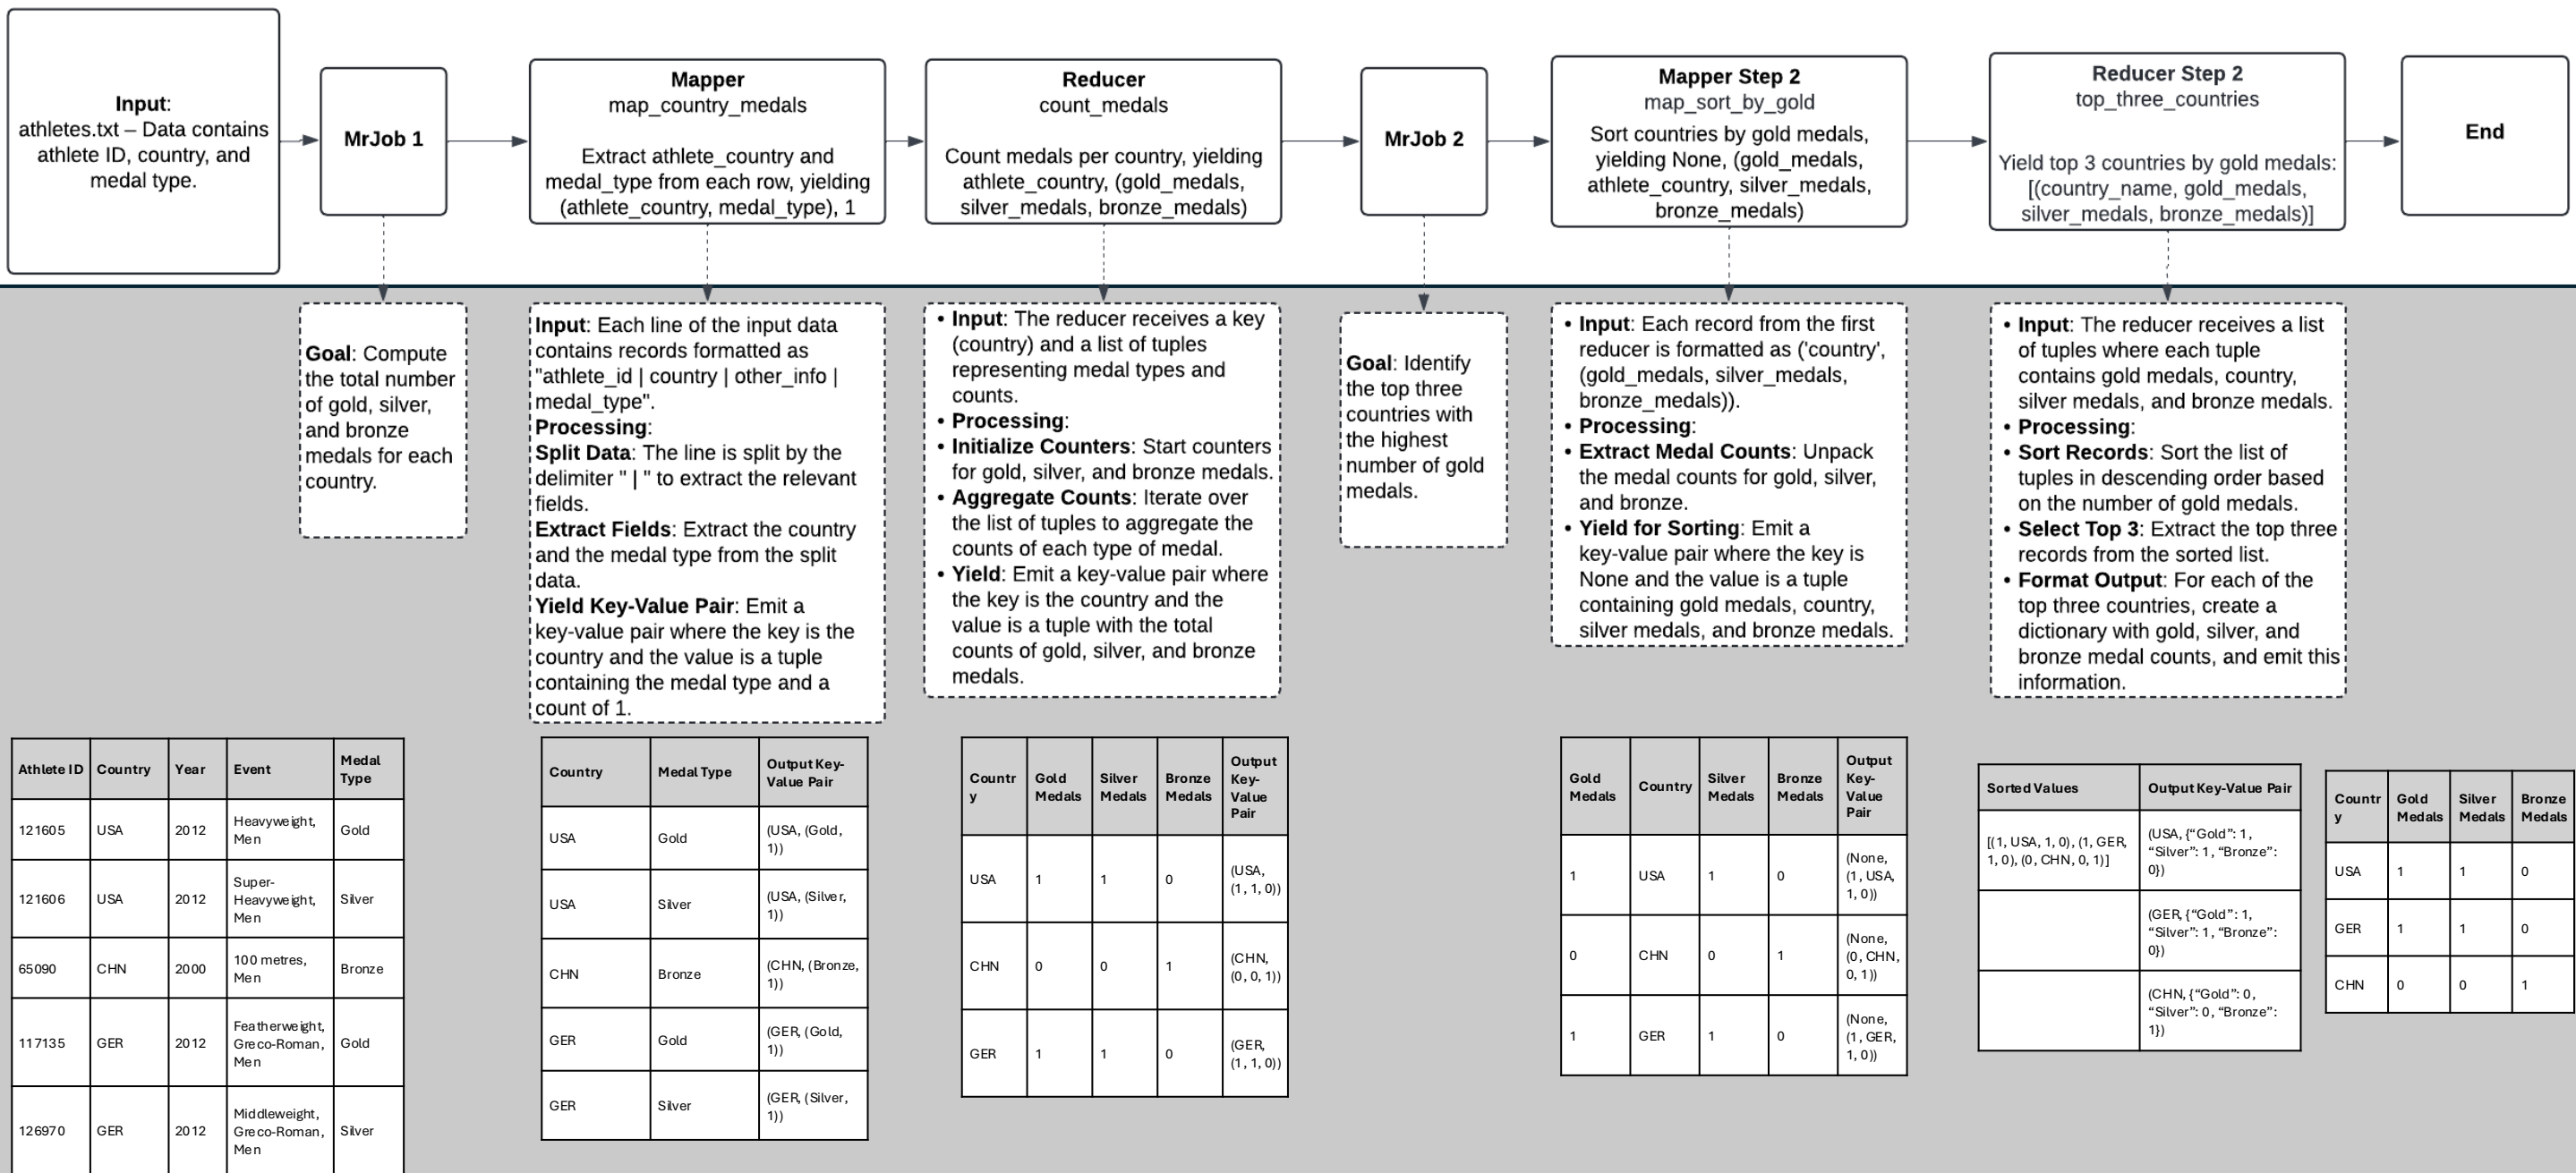 Input:
athletes.txt – Data contains
athlete ID, country, and
medal type.
MrJob 1
Mapper
map_country_medals
Extract athlete_country and
medal_type from each row, yielding
(athlete_country, medal_type), 1
Reducer
count_medals
Count medals per country, yielding
athlete_country, (gold_medals,
silver_medals, bronze_medals)
MrJob 2
Mapper Step 2
map_sort_by_gold
Sort countries by gold medals,
yielding None, (gold_medals,
athlete_country, silver_medals,
bronze_medals)
Reducer Step 2
top_three_countries
Yield top 3 countries by gold medals:
[(country_name, gold_medals,
silver_medals, bronze_medals)]
End
Goal: Compute
the total number
of gold, silver,
and bronze
medals for each
country.
Input: Each line of the input data
contains records formatted as
"athlete_id | country | other_info |
medal_type".
Processing:
Split Data: The line is split by the
delimiter " | " to extract the relevant
fields.
Extract Fields: Extract the country
and the medal type from the split
data.
Yield Key-Value Pair: Emit a
key-value pair where the key is the
country and the value is a tuple
containing the medal type and a
count of 1.
• Input: The reducer receives a key
(country) and a list of tuples
representing medal types and
counts.
• Processing:
• Initialize Counters: Start counters
for gold, silver, and bronze medals.
• Aggregate Counts: Iterate over
the list of tuples to aggregate the
counts of each type of medal.
• Yield: Emit a key-value pair where
the key is the country and the
value is a tuple with the total
counts of gold, silver, and bronze
medals.
Goal: Identify
the top three
countries with
the highest
number of gold
medals.
• Input: Each record from the first
reducer is formatted as ('country',
(gold_medals, silver_medals,
bronze_medals)).
• Processing:
• Extract Medal Counts: Unpack
the medal counts for gold, silver,
and bronze.
• Yield for Sorting: Emit a
key-value pair where the key is
None and the value is a tuple
containing gold medals, country,
silver medals, and bronze medals.
• Input: The reducer receives a list
of tuples where each tuple
contains gold medals, country,
silver medals, and bronze medals.
• Processing:
• Sort Records: Sort the list of
tuples in descending order based
on the number of gold medals.
• Select Top 3: Extract the top three
records from the sorted list.
• Format Output: For each of the
top three countries, create a
dictionary with gold, silver, and
bronze medal counts, and emit this
information.
Athlete ID Country Year Event Medal
Type
121605 USA 2012 Heavyweight,
Men Gold
121606 USA 2012 Super-
Heavyweight,
Men Silver
65090 CHN 2000 100 metres,
Men Bronze
117135 GER 2012 Featherweight,
Greco-Roman,
Men Gold
126970 GER 2012 Middleweight,
Greco-Roman,
Men Silver
Country Medal Type Output Key-
Value Pair
USA Gold (USA, (Gold,
1))
USA Silver (USA, (Silver,
1))
CHN Bronze (CHN, (Bronze,
1))
GER Gold (GER, (Gold,
1))
GER Silver (GER, (Silver,
1))
Countr
y Gold
Medals Silver
Medals Bronze
Medals Output
Key-
Value
Pair
USA 1 1 0 (USA,
(1, 1, 0))
CHN 0 0 1 (CHN,
(0, 0, 1))
GER 1 1 0 (GER,
(1, 1, 0))
Gold
Medals Country Silver
Medals Bronze
Medals Output
Key-
Value
Pair
1 USA 1 0 (None,
(1, USA,
1, 0))
0 CHN 0 1 (None,
(0, CHN,
0, 1))
1 GER 1 0 (None,
(1, GER,
1, 0))
Sorted Values Output Key-Value Pair
[(1, USA, 1, 0), (1, GER,
1, 0), (0, CHN, 0, 1)]
(USA, {“Gold”: 1,
“Silver”: 1, “Bronze”:
0})
(GER, {“Gold”: 1,
“Silver”: 1, “Bronze”:
0})
(CHN, {“Gold”: 0,
“Silver”: 0, “Bronze”:
1})
Countr
y Gold
Medals Silver
Medals Bronze
Medals
USA 1 1 0
GER 1 1 0
CHN 0 0 1